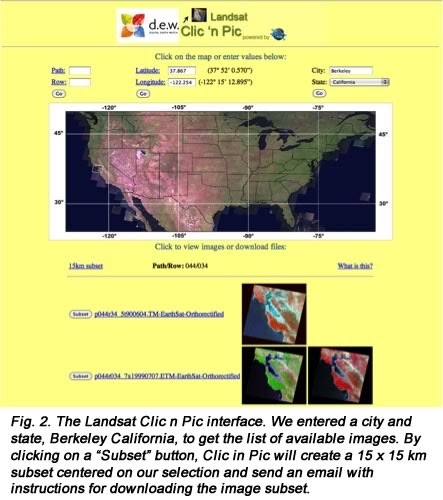 d.e.w.
DIGITAL EARTH WATCH
Landsat
Clic 'n Pic
powered by
Click on the map or enter values below:
Path: Latitude: 37.867 (37° 52' 0.570") City: Berkeley
Row: Longitude: -122.254 (-122° 15' 12.895") State: California
Go Go Go
-120° -105° -90° -75°
45° 45°
30° 30°
-120° -105° -90° -75°
Click to view images or download files:
15km subset Path/Row: 044/034 What is this?
Subset p044r34_5t900604.TM-EarthSat-Orthorectified
Subset p044r034_7x19990707.ETM-EarthSat-Orthorectified
Fig. 2. The Landsat Clic n Pic interface. We entered a city and
state, Berkeley California, to get the list of available images. By
clicking on a “Subset” button, Clic in Pic will create a 15 x 15 km
subset centered on our selection and send an email with
instructions for downloading the image subset.